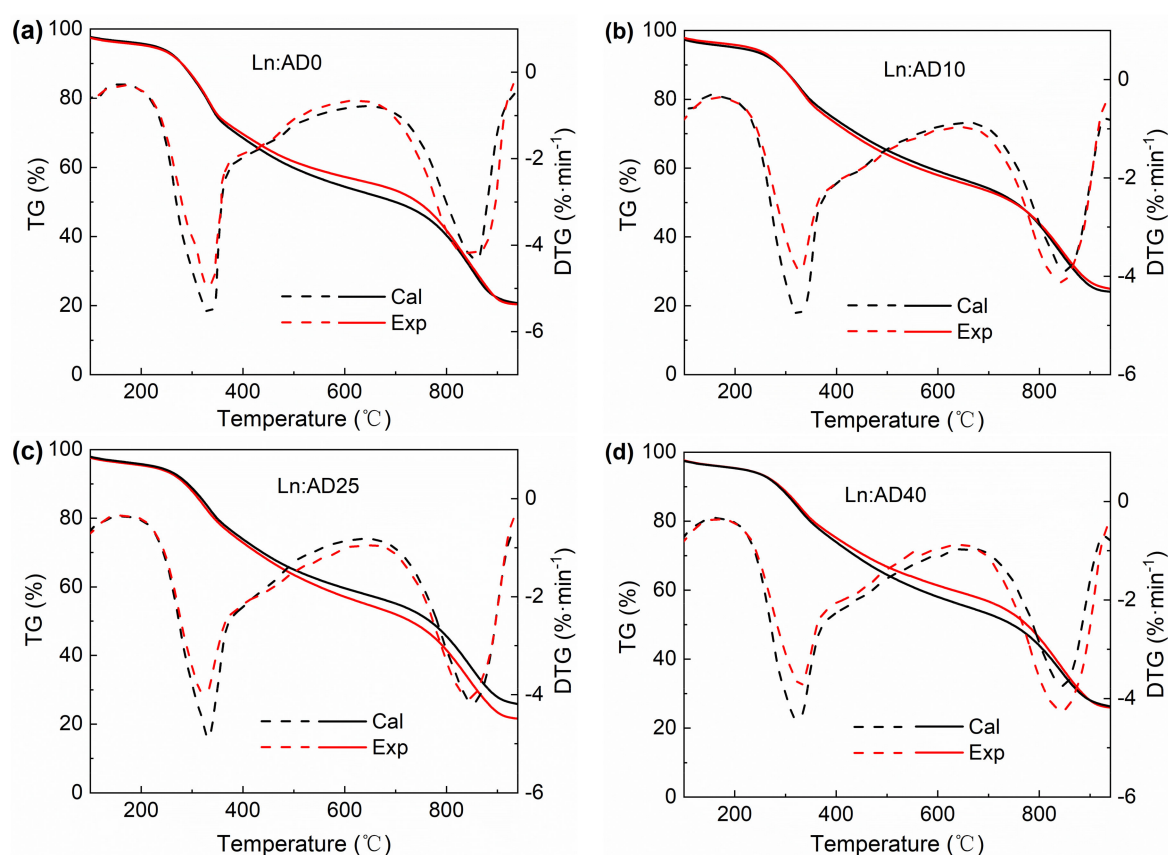 (a)
Ln:AD0
100
80
60
40
20
0
TG (%)
0
-2
-4
-6
DTG (%·min⁻¹)
Cal
Exp
200 400 600 800
Temperature (℃)
(b)
Ln:AD10
100
80
60
40
20
0
TG (%)
0
-2
-4
-6
DTG (%·min⁻¹)
Cal
Exp
200 400 600 800
Temperature (℃)
(c)
Ln:AD25
100
80
60
40
20
0
TG (%)
0
-2
-4
-6
DTG (%·min⁻¹)
Cal
Exp
200 400 600 800
Temperature (℃)
(d)
Ln:AD40
100
80
60
40
20
0
TG (%)
0
-2
-4
-6
DTG (%·min⁻¹)
Cal
Exp
200 400 600 800
Temperature (℃)